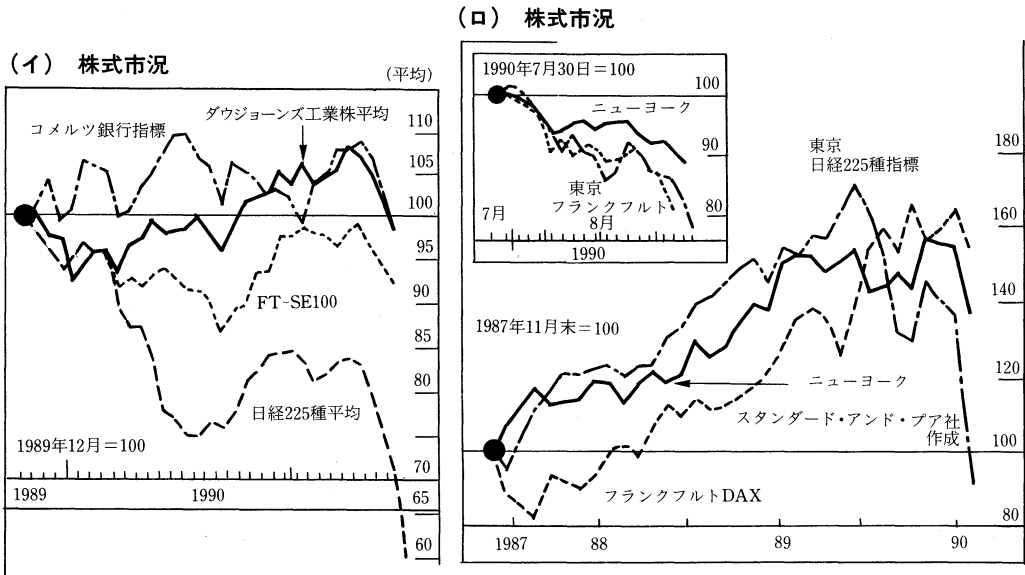 (イ) 株式市況
(平均)
ダウジョーンズ工業株平均
コメルツ銀行指標
110
105
100
95
90
85
80
70
65
60
FT-SE100
日経225種平均
1989年12月=100
1989
1990
(ロ) 株式市況
1990年7月30日=100
100
90
80
ニューヨーク
東京
フランクフルト
7月
8月
1990
東京
日経225種指標
180
160
140
120
100
80
1987年11月末=100
ニューヨーク
スタンダード・アンド・プア社
作成
フランクフルトDAX
1987
88
89
90